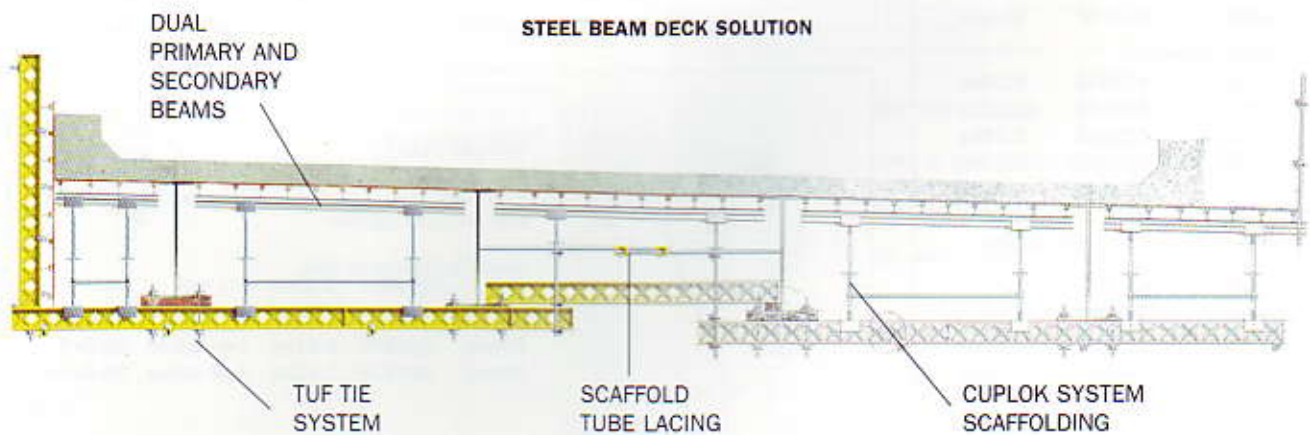 DUAL
PRIMARY AND
SECONDARY
BEAMS
STEEL BEAM DECK SOLUTION
TUF TIE
SYSTEM
SCAFFOLD
TUBE LACING
CUPLOK SYSTEM
SCAFFOLDING